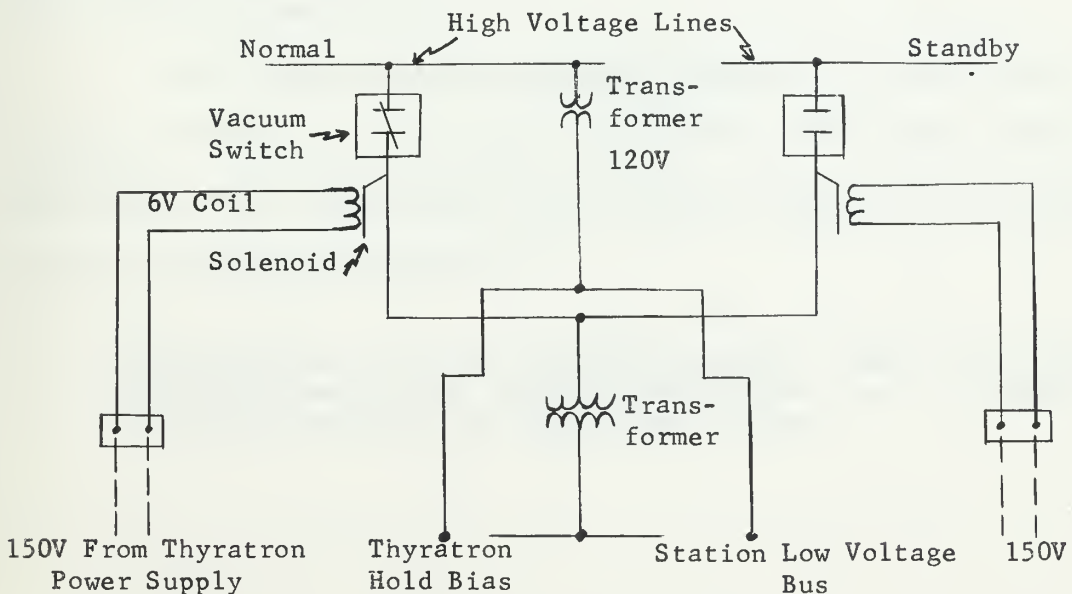 High Voltage Lines
Normal
Standby
Trans-
former
120V
Vacuum
Switch
6V Coil
Solenoid
Trans-
former
150V From Thyratron
Power Supply
Thyratron
Hold Bias
Station Low Voltage
Bus
150V